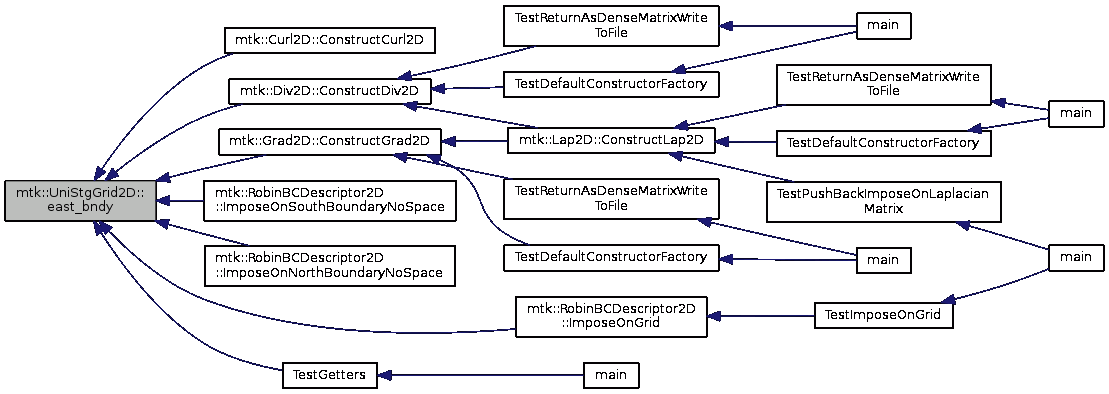 mtk::UniStgGrid2D::
east_bndy
mtk::Curl2D::ConstructCurl2D
mtk::Div2D::ConstructDiv2D
mtk::Grad2D::ConstructGrad2D
mtk::RobinBCDescriptor2D
::ImposeOnSouthBoundaryNoSpace
mtk::RobinBCDescriptor2D
::ImposeOnNorthBoundaryNoSpace
TestGetters
TestReturnAsDenseMatrixWrite
ToFile
TestDefaultConstructorFactory
mtk::Lap2D::ConstructLap2D
TestReturnAsDenseMatrixWrite
ToFile
TestDefaultConstructorFactory
mtk::RobinBCDescriptor2D
::ImposeOnGrid
main
main
TestReturnAsDenseMatrixWrite
ToFile
TestDefaultConstructorFactory
TestPushBackImposeOnLaplacian
Matrix
main
TestImposeOnGrid
main
main